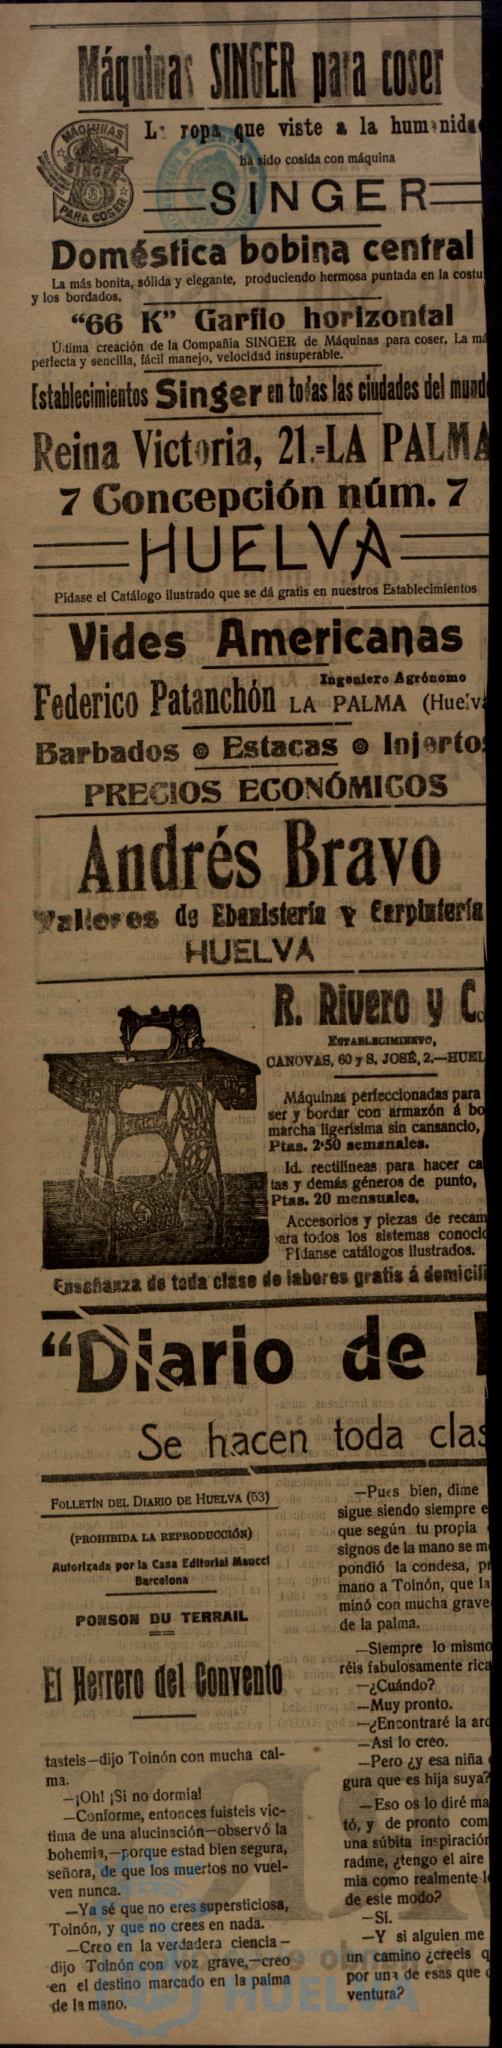 Máquinas SINGER para coser
MAQUINAS
SINGER
PARA COSER
La ropa que viste a la humanida
ha sido cosida con máquina
SINGER
Doméstica bobina central
La más bonita, sólida y elegante, produciendo hermosa puntada en la costu
y los bordados.
“66 K” Garfio horizontal
Última creación de la Compañia SINGER de Máquinas para coser. La má
perfecta y sencilla, fácil manejo, velocidad insuperable.
Establecimientos Singer en todas las ciudades del mund
Reina Victoria, 21.=LA PALMA
7 Concepción núm. 7
HUELVA
Pidase el Catálogo ilustrado que se dá gratis en nuestros Establecimientos
Vides Americanas
Federico Patanchón Ingeniero Agrónomo
LA PALMA (Huelva
Barbados Estacas Injertos
PRECIOS ECONÓMICOS
Andrés Bravo
Talleres de Ebanistería y Carpintería
HUELVA
R. Rivero y C.
ESTABLECIMIENTO,
CANOVAS, 60 y S. JOSÉ, 2.—HUEL
Máquinas perfeccionadas para
ser y bordar con armazón á bo
marcha ligerísima sin cansancio,
Ptas. 2'50 semanales.
Id. rectilíneas para hacer ca
tas y demás géneros de punto,
Ptas. 20 mensuales.
Accesorios y piezas de recam
para todos los sistemas conocid
Pídanse catálogos ilustrados.
Enseñanza de toda clase de labores gratis á domicili
“Diario de
Se hacen toda clas
FOLLETÍN DEL DIARIO DE HUELVA (53)
(PROHIBIDA LA REPRODUCCIÓN)
Autorizada por la Casa Editorial Maucci
Barcelona
PONSON DU TERRAIL
El Herrero del Convento
tasteis—dijo Toinón con mucha cal-
ma.
—¡Oh! ¡Si no dormía!
—Conforme, entonces fuisteis víc-
tima de una alucinación—observó la
bohemia,—porque estad bien segura,
señora, de que los muertos no vuel-
ven nunca.
—Ya sé que no eres supersticiosa,
Toinón, y que no crees en nada.
—Creo en la verdadera ciencia—
dijo Toinón con voz grave,—creo
en el destino marcado en la palma
de la mano.
—Pues bien, dime
sigue siendo siempre e
que según tu propia
signos de la mano se m
pondió la condesa, pr
mano a Toinón, que la
minó con mucha grave
de la palma.
—Siempre lo mismo
réis fabulosamente rica
—¿Cuándo?
—Muy pronto.
—¿Encontraré la arc
—Asi lo creo.
—Pero ¿y esa niña
gura que es hija suya?
—Eso os lo diré ma
tó, y de pronto com
una súbita inspiración
radme, ¿tengo el aire
mia como realmente l
de este modo?
—Sí.
—Y si alguien me
un camino ¿creeis q
por una de esas que
ventura?
HUELVA